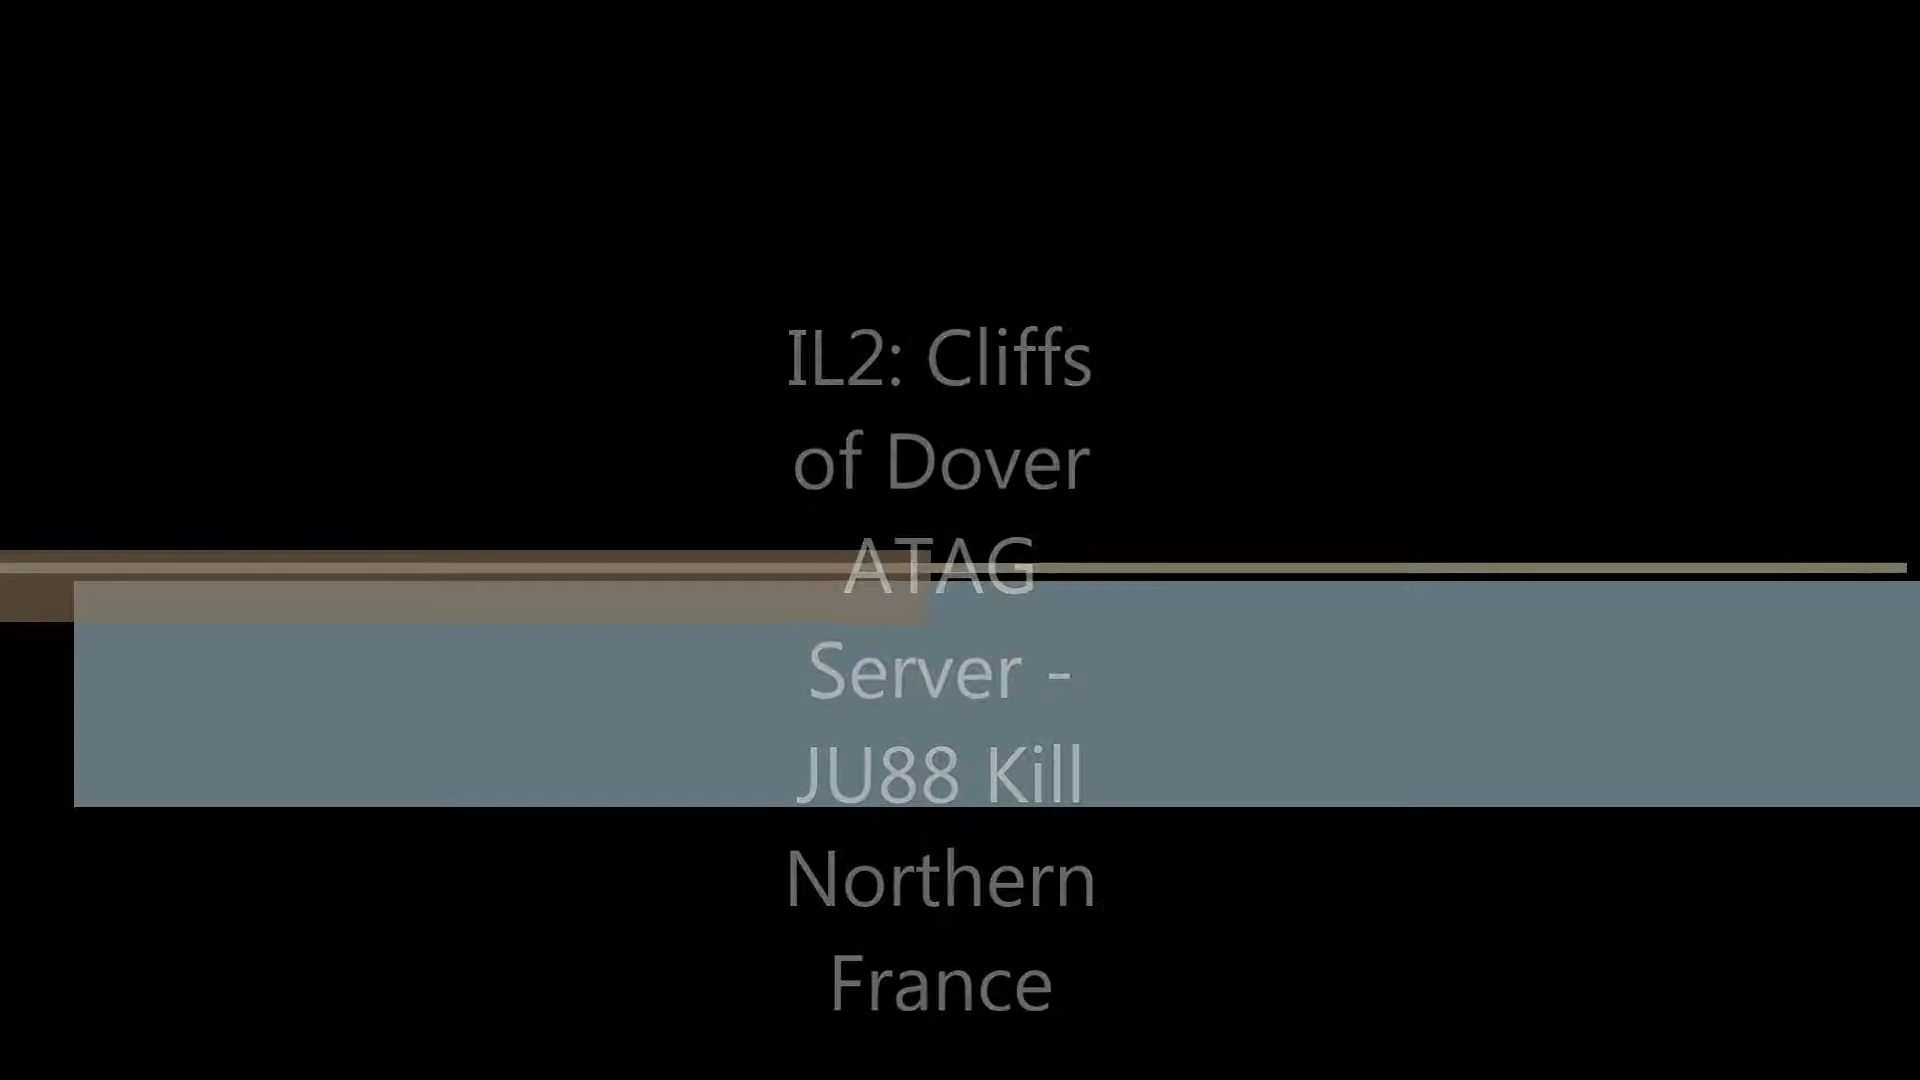 IL2: Cliffs
of Dover
ATAG
Server -
JU88 Kill
Northern
France